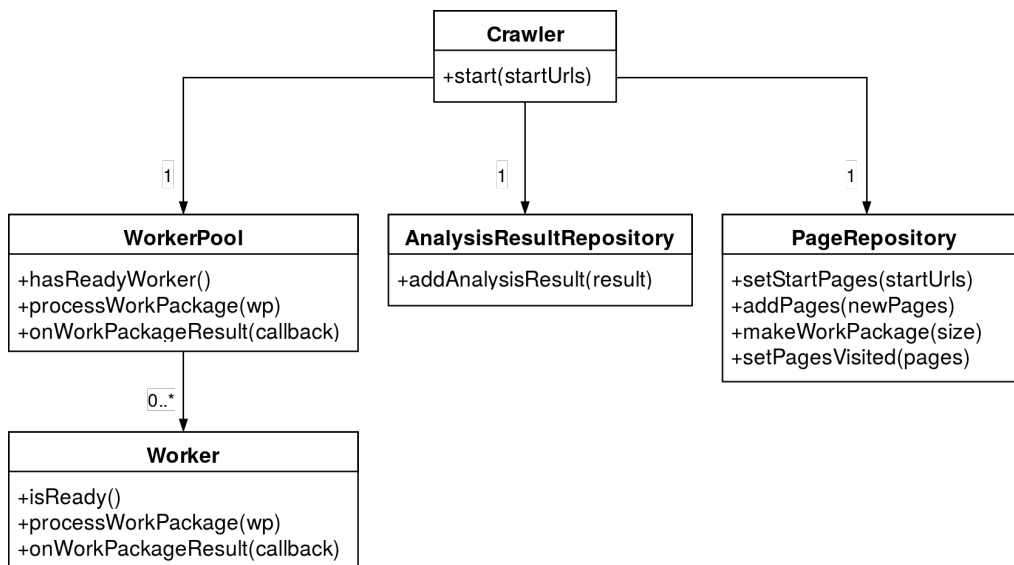 Crawler
+start(startUrls)
1
1
1
WorkerPool
+hasReadyWorker()
+processWorkPackage(wp)
+onWorkPackageResult(callback)
AnalysisResultRepository
+addAnalysisResult(result)
PageRepository
+setStartPages(startUrls)
+addPages(newPages)
+makeWorkPackage(size)
+setPagesVisited(pages)
0..*
Worker
+isReady()
+processWorkPackage(wp)
+onWorkPackageResult(callback)